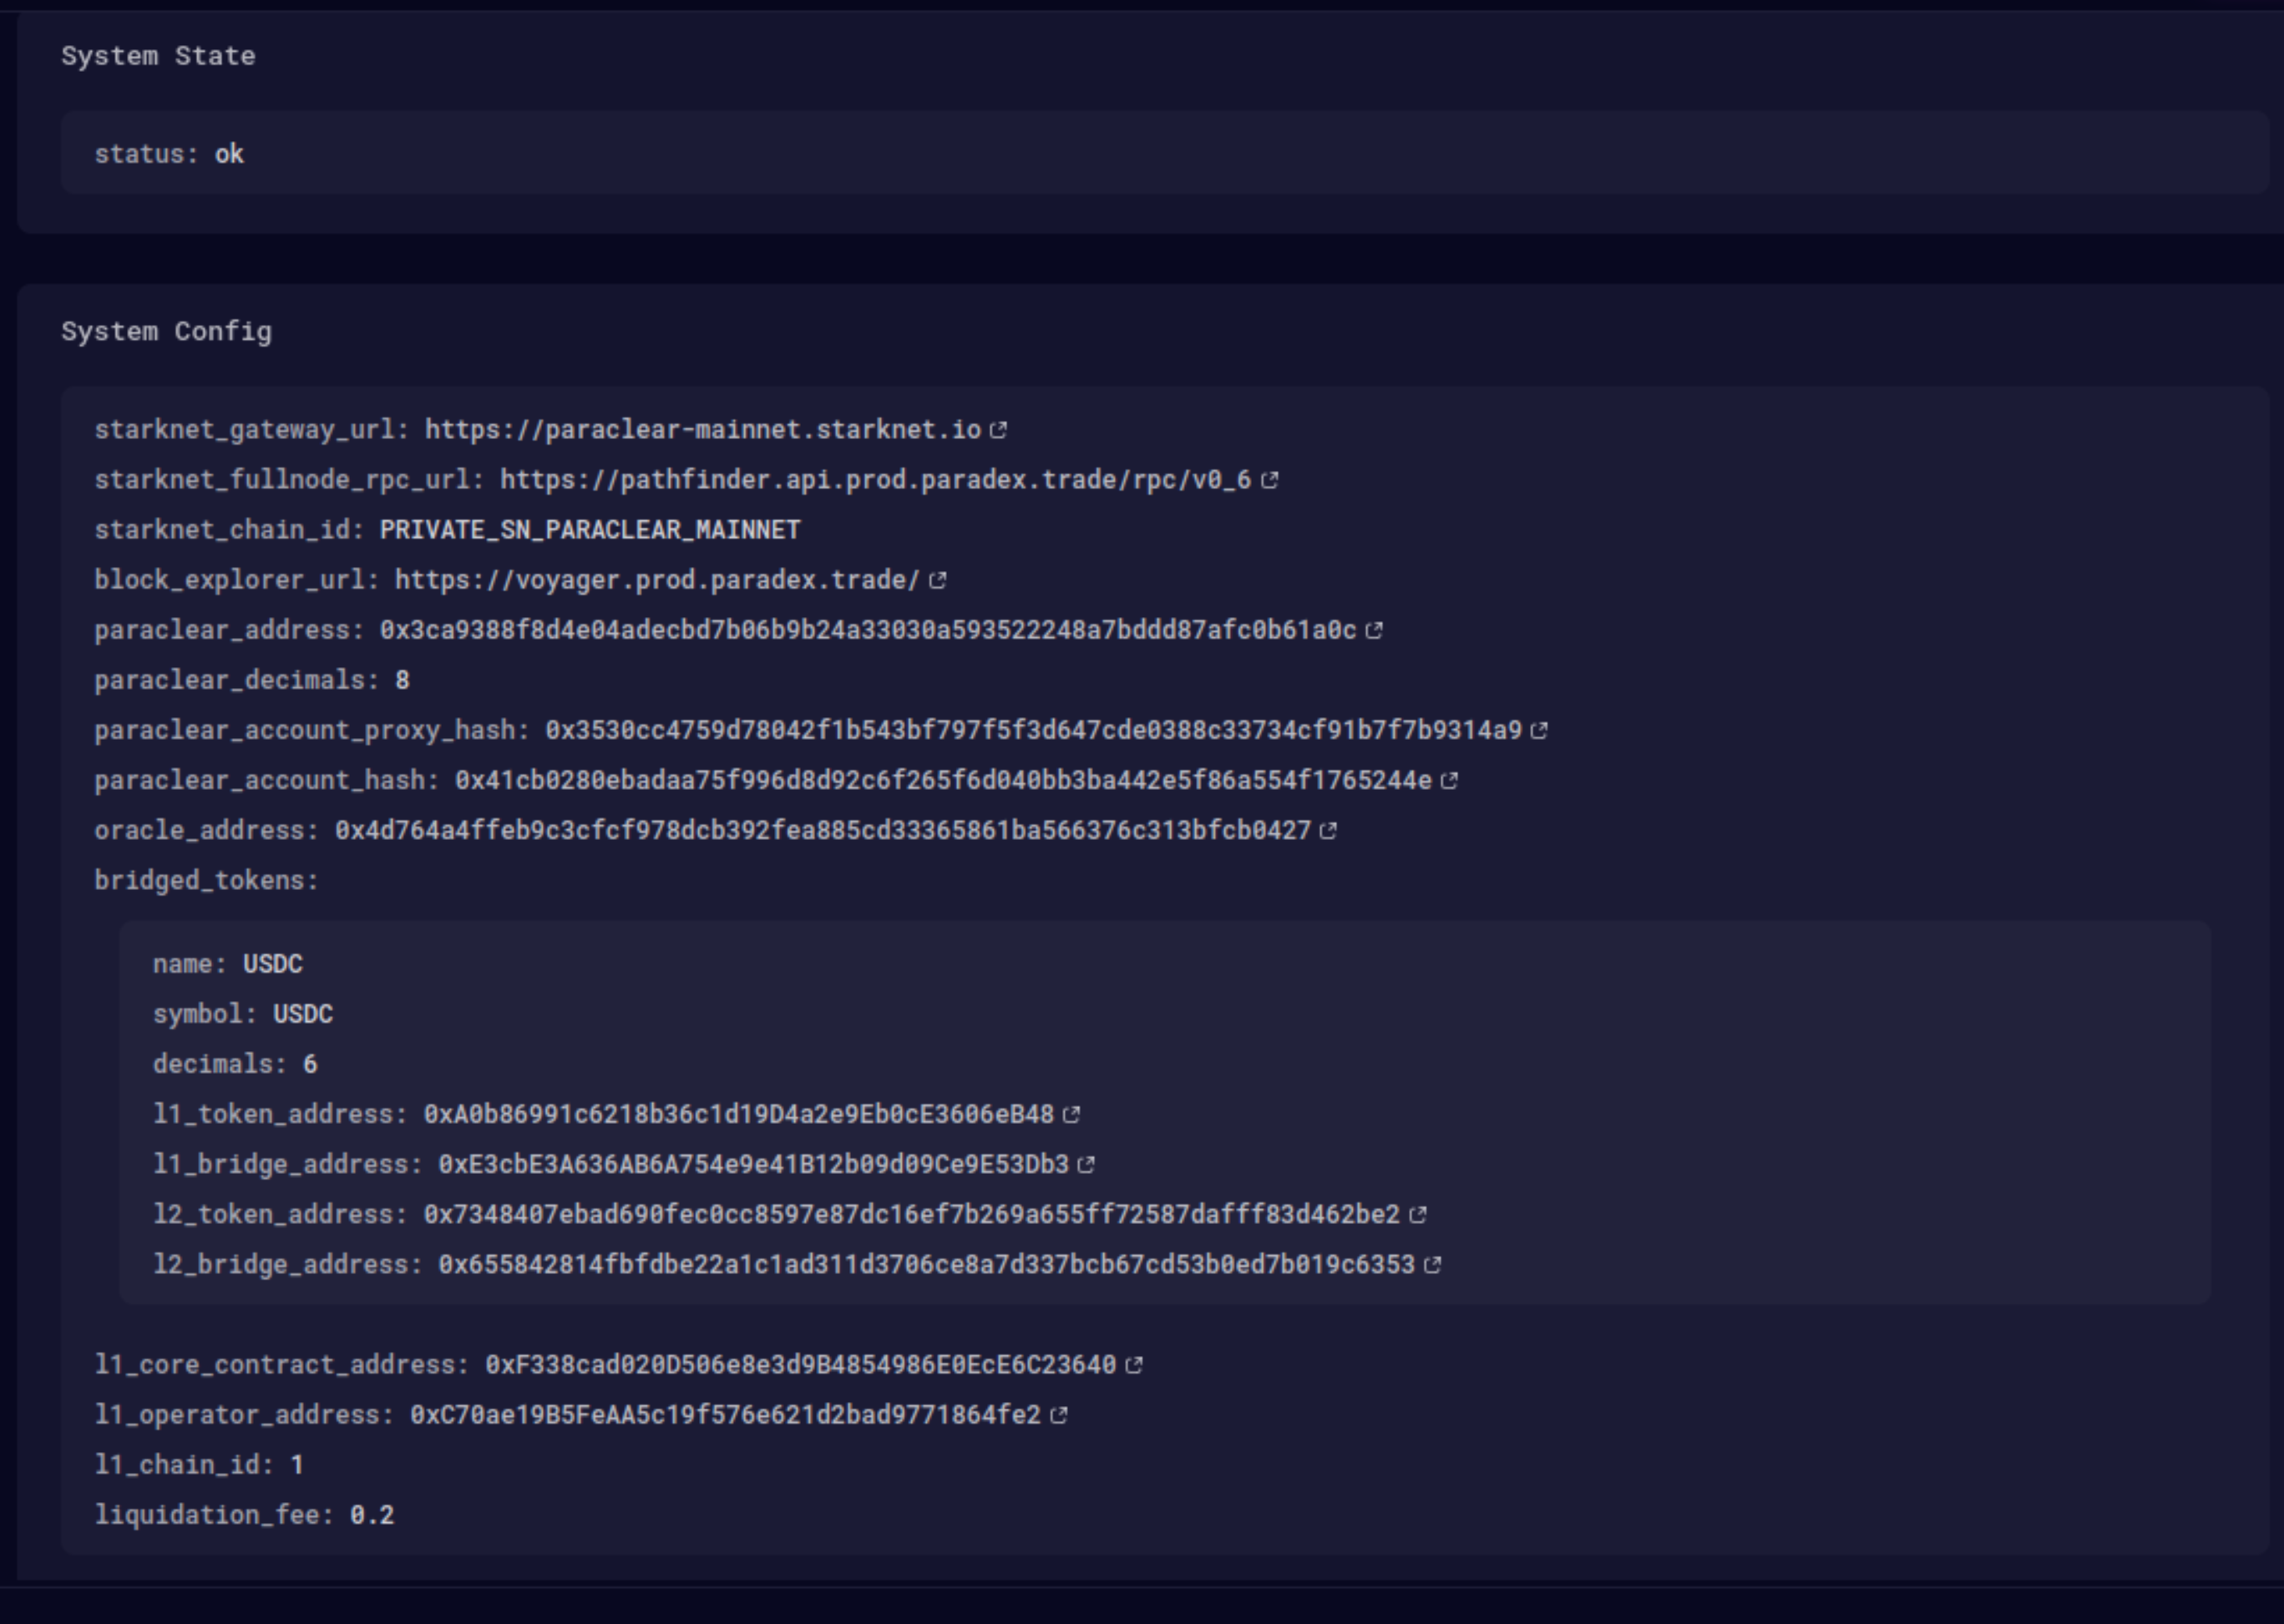 System State
status: ok
System Config
starknet_gateway_url: https://paraclear-mainnet.starknet.io
starknet_fullnode_rpc_url: https://pathfinder.api.prod.paradex.trade/rpc/v0_6
starknet_chain_id: PRIVATE_SN_PARACLEAR_MAINNET
block_explorer_url: https://voyager.prod.paradex.trade/
paraclear_address: 0x3ca9388f8d4e04adecbd7b06b9b24a33030a593522248a7bddd87afc0b61a0c
paraclear_decimals: 8
paraclear_account_proxy_hash: 0x3530cc4759d78042f1b543bf797f5f3d647cde0388c33734cf91b7f7b9314a9
paraclear_account_hash: 0x41cb0280ebadaa75f996d8d92c6f265f6d040bb3ba442e5f86a554f1765244e
oracle_address: 0x4d764a4ffeb9c3cfcf978dcb392fea885cd33365861ba566376c313bfcb0427
bridged_tokens:
name: USDC
symbol: USDC
decimals: 6
l1_token_address: 0xA0b86991c6218b36c1d19D4a2e9Eb0cE3606eB48
l1_bridge_address: 0xE3cbE3A636AB6A754e9e41B12b09d09Ce9E53Db3
l2_token_address: 0x7348407ebad690fec0cc8597e87dc16ef7b269a655ff72587dafff83d462be2
l2_bridge_address: 0x655842814fbfdbe22a1c1ad311d3706ce8a7d337bcb67cd53b0ed7b019c6353
l1_core_contract_address: 0xF338cad020D506e8e3d9B4854986E0EcE6C23640
l1_operator_address: 0xC70ae19B5FeAA5c19f576e621d2bad9771864fe2
l1_chain_id: 1
liquidation_fee: 0.2